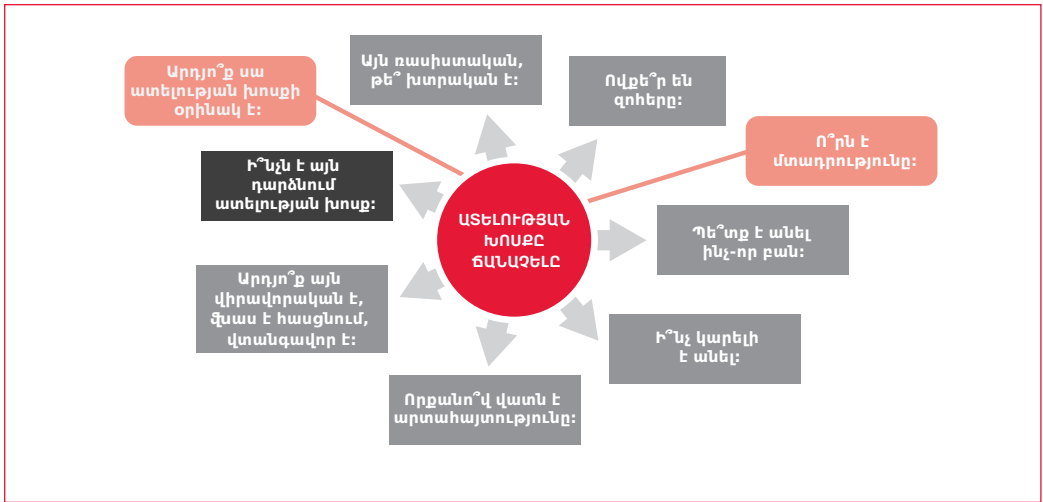 Արդյո՞ք սա
ատելության խոսքի
օրինակ է:
Այն ռասիստական,
թե՞ խտրական է:
Ովքե՞ր են
զոհերը:
Ո՞րն է
մտադրությունը:
Ի՞նչն է այն
դարձնում
ատելության խոսք:
ԱՏԵԼՈՒԹՅԱՆ
ԽՈՍՔԸ
ՃԱՆԱՉԵԼԸ
Պե՞տք է անել
ինչ-որ բան:
Արդյո՞ք այն
վիրավորական է,
վնաս է հասցնում,
վտանգավոր է:
Ի՞նչ կարելի
է անել:
Որքանո՞վ վատն է
արտահայտությունը: